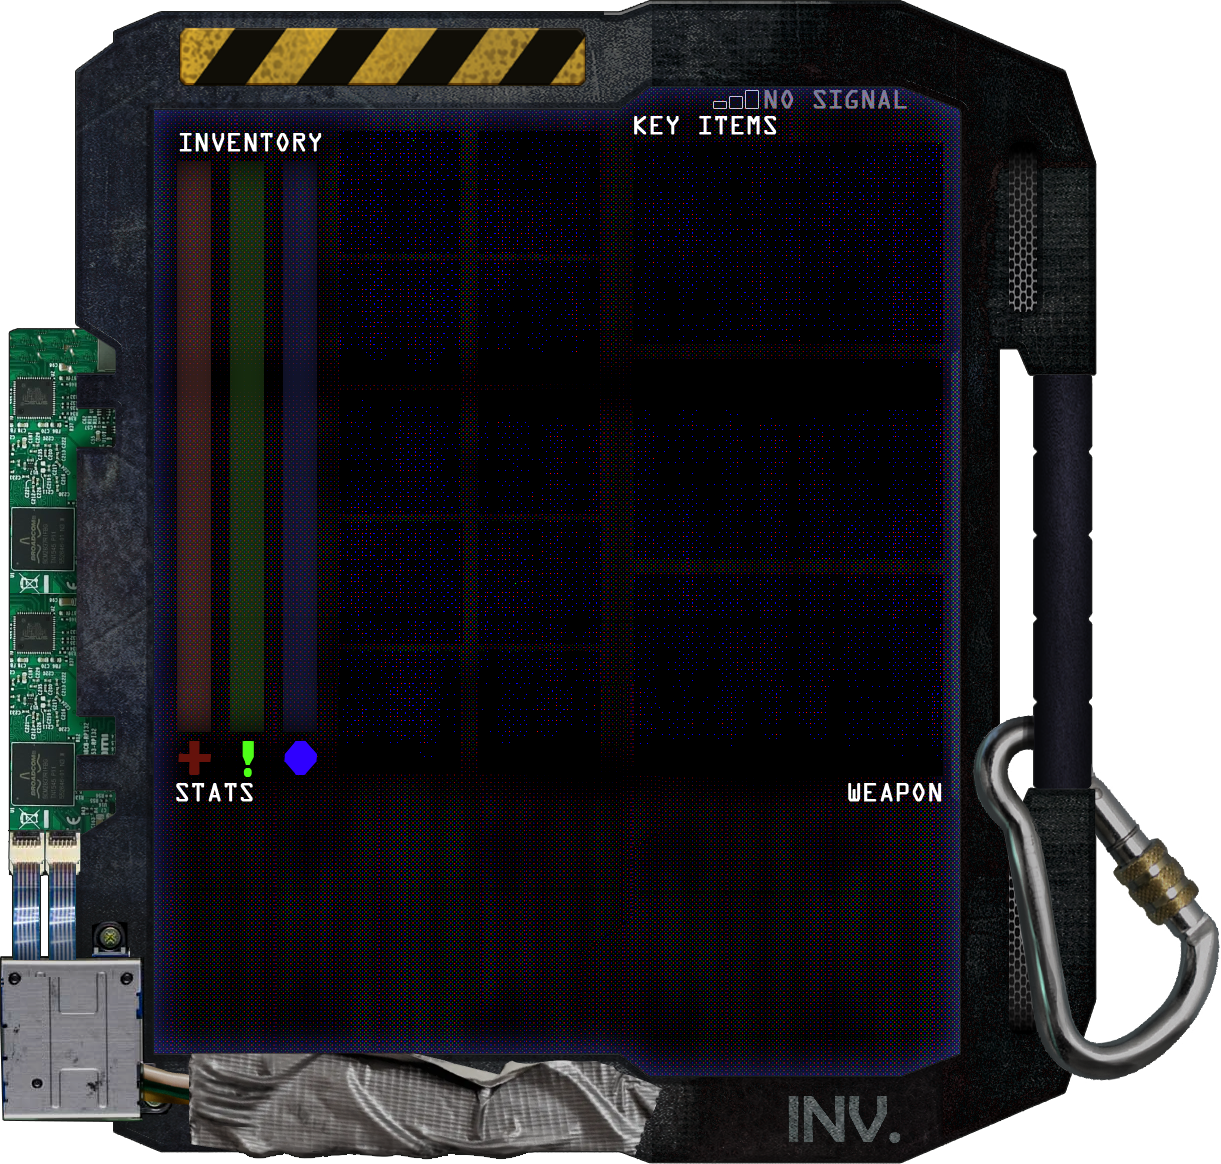 NO SIGNAL
KEY ITEMS
INVENTORY
STATS
WEAPON
INV.